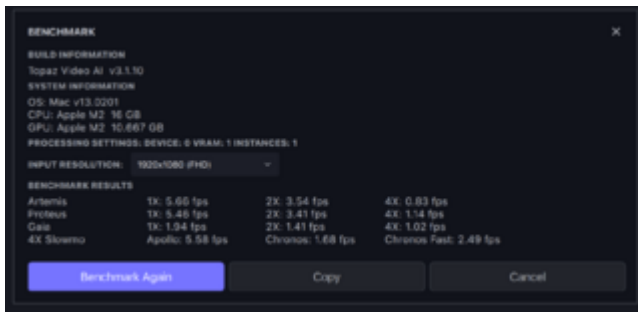 BENCHMARK
BUILD INFORMATION
Topaz Video AI v3.1.10
SYSTEM INFORMATION
OS: Mac v13.0201
CPU: Apple M2 16 GB
GPU: Apple M2 10.667 GB
PROCESSING SETTINGS: DEVICE: 0 VRAM: 1 INSTANCES: 1
INPUT RESOLUTION: 1920x1080 (FHD)
BENCHMARK RESULTS
Artemis 1X: 5.66 fps 2X: 3.54 fps 4X: 0.83 fps
Proteus 1X: 5.46 fps 2X: 3.41 fps 4X: 1.14 fps
Gaia 1X: 1.94 fps 2X: 1.41 fps 4X: 1.02 fps
4X Slowmo Apollo: 5.58 fps Chronos: 1.68 fps Chronos Fast: 2.49 fps
Benchmark Again Copy Cancel